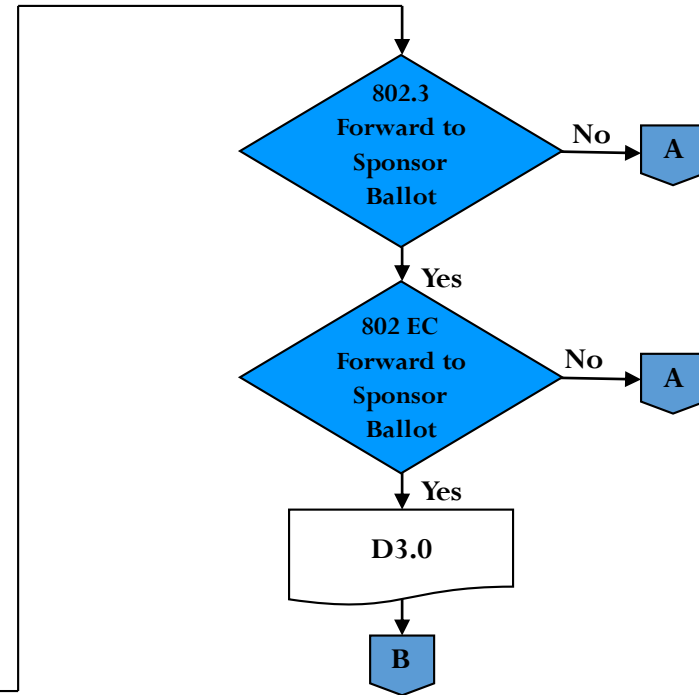 802.3
Forward to
Sponsor
Ballot
No
A
Yes
802 EC
Forward to
Sponsor
Ballot
No
A
Yes
D3.0
B